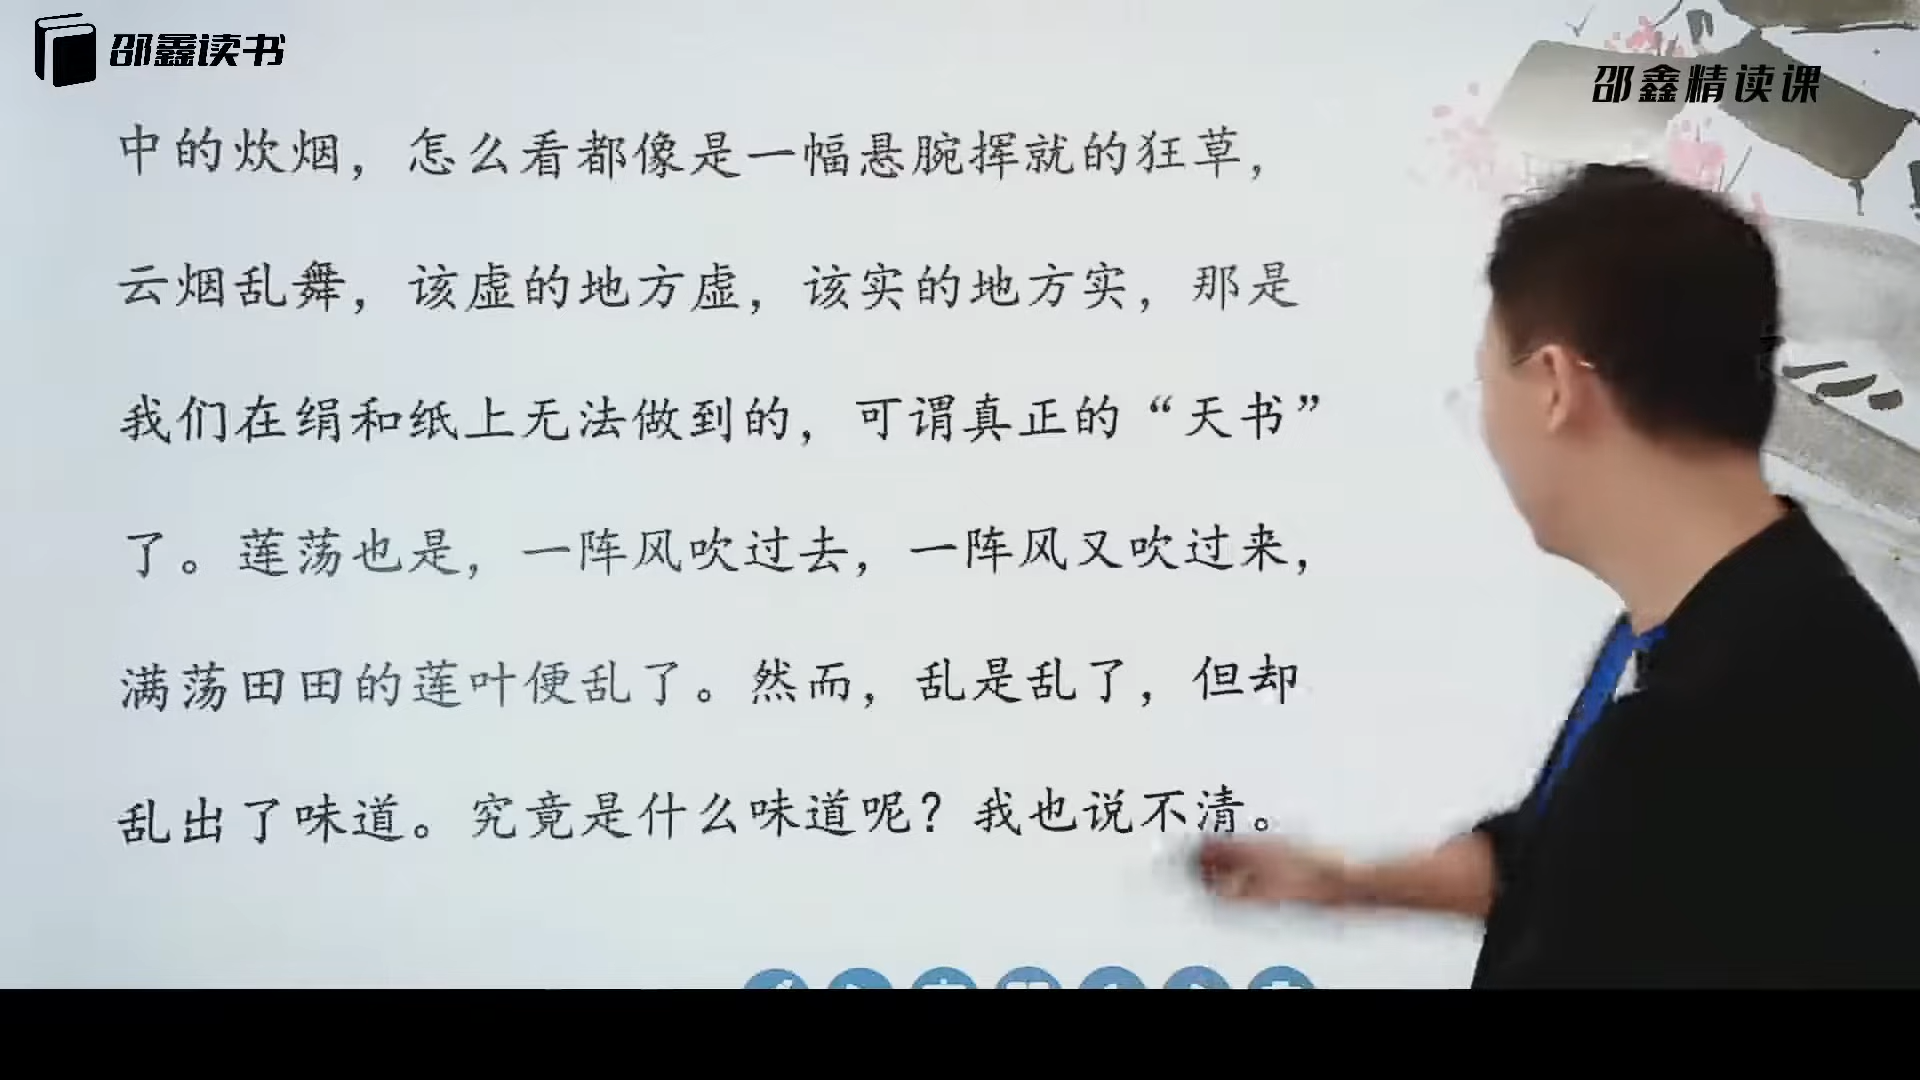 邵鑫读书
邵鑫精读课
中的炊烟，怎么看都像是一幅悬腕挥就的狂草，
云烟乱舞，该虚的地方虚，该实的地方实，那是
我们在绢和纸上无法做到的，可谓真正的“天书”
了。莲荡也是，一阵风吹过去，一阵风又吹过来，
满荡田田的莲叶便乱了。然而，乱是乱了，但却
乱出了味道。究竟是什么味道呢？我也说不清。